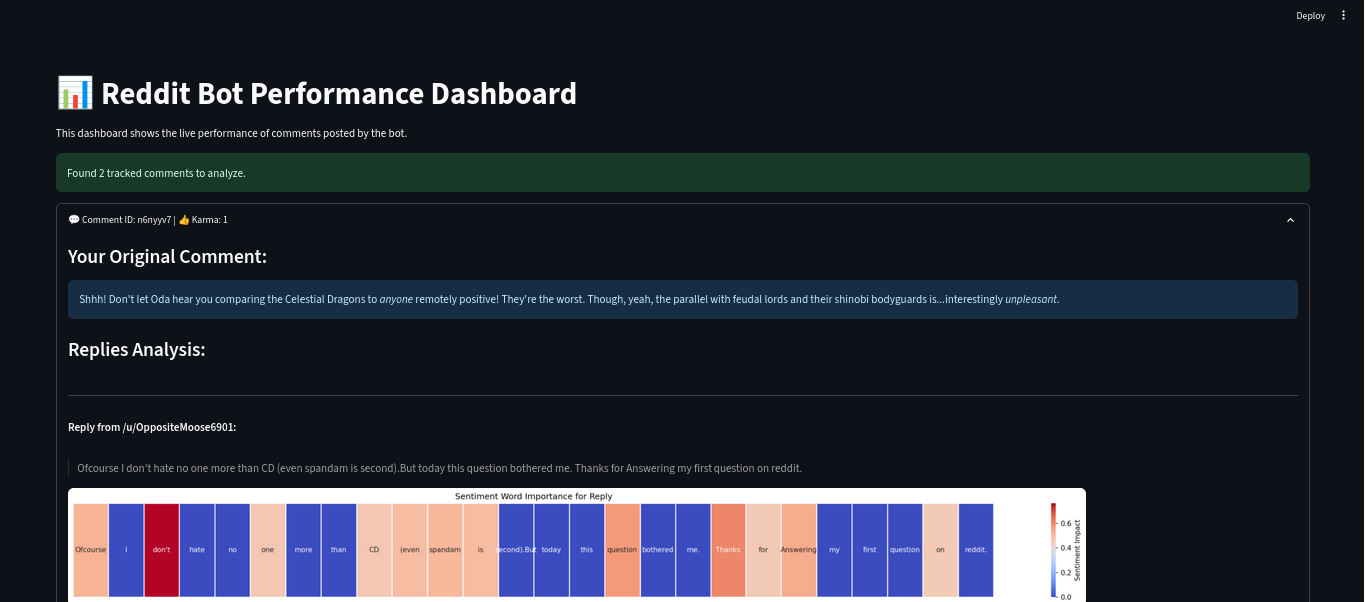 Deploy
📊 Reddit Bot Performance Dashboard
This dashboard shows the live performance of comments posted by the bot.
Found 2 tracked comments to analyze.
💬 Comment ID: n6nyyv7 | 👍 Karma: 1
Your Original Comment:
Shhh! Don't let Oda hear you comparing the Celestial Dragons to anyone remotely positive! They're the worst. Though, yeah, the parallel with feudal lords and their shinobi bodyguards is...interestingly unpleasant.
Replies Analysis:
Reply from /u/OppositeMoose6901:
Ofcourse I don't hate no one more than CD (even spandam is second).But today this question bothered me. Thanks for Answering my first question on reddit.
Sentiment Word Importance for Reply
Ofcourse I don't hate no one more than CD (even spandam is second).But today this question bothered me. Thanks for Answering my first question on reddit.
0.6
0.4
0.2
0.0
Sentiment Impact